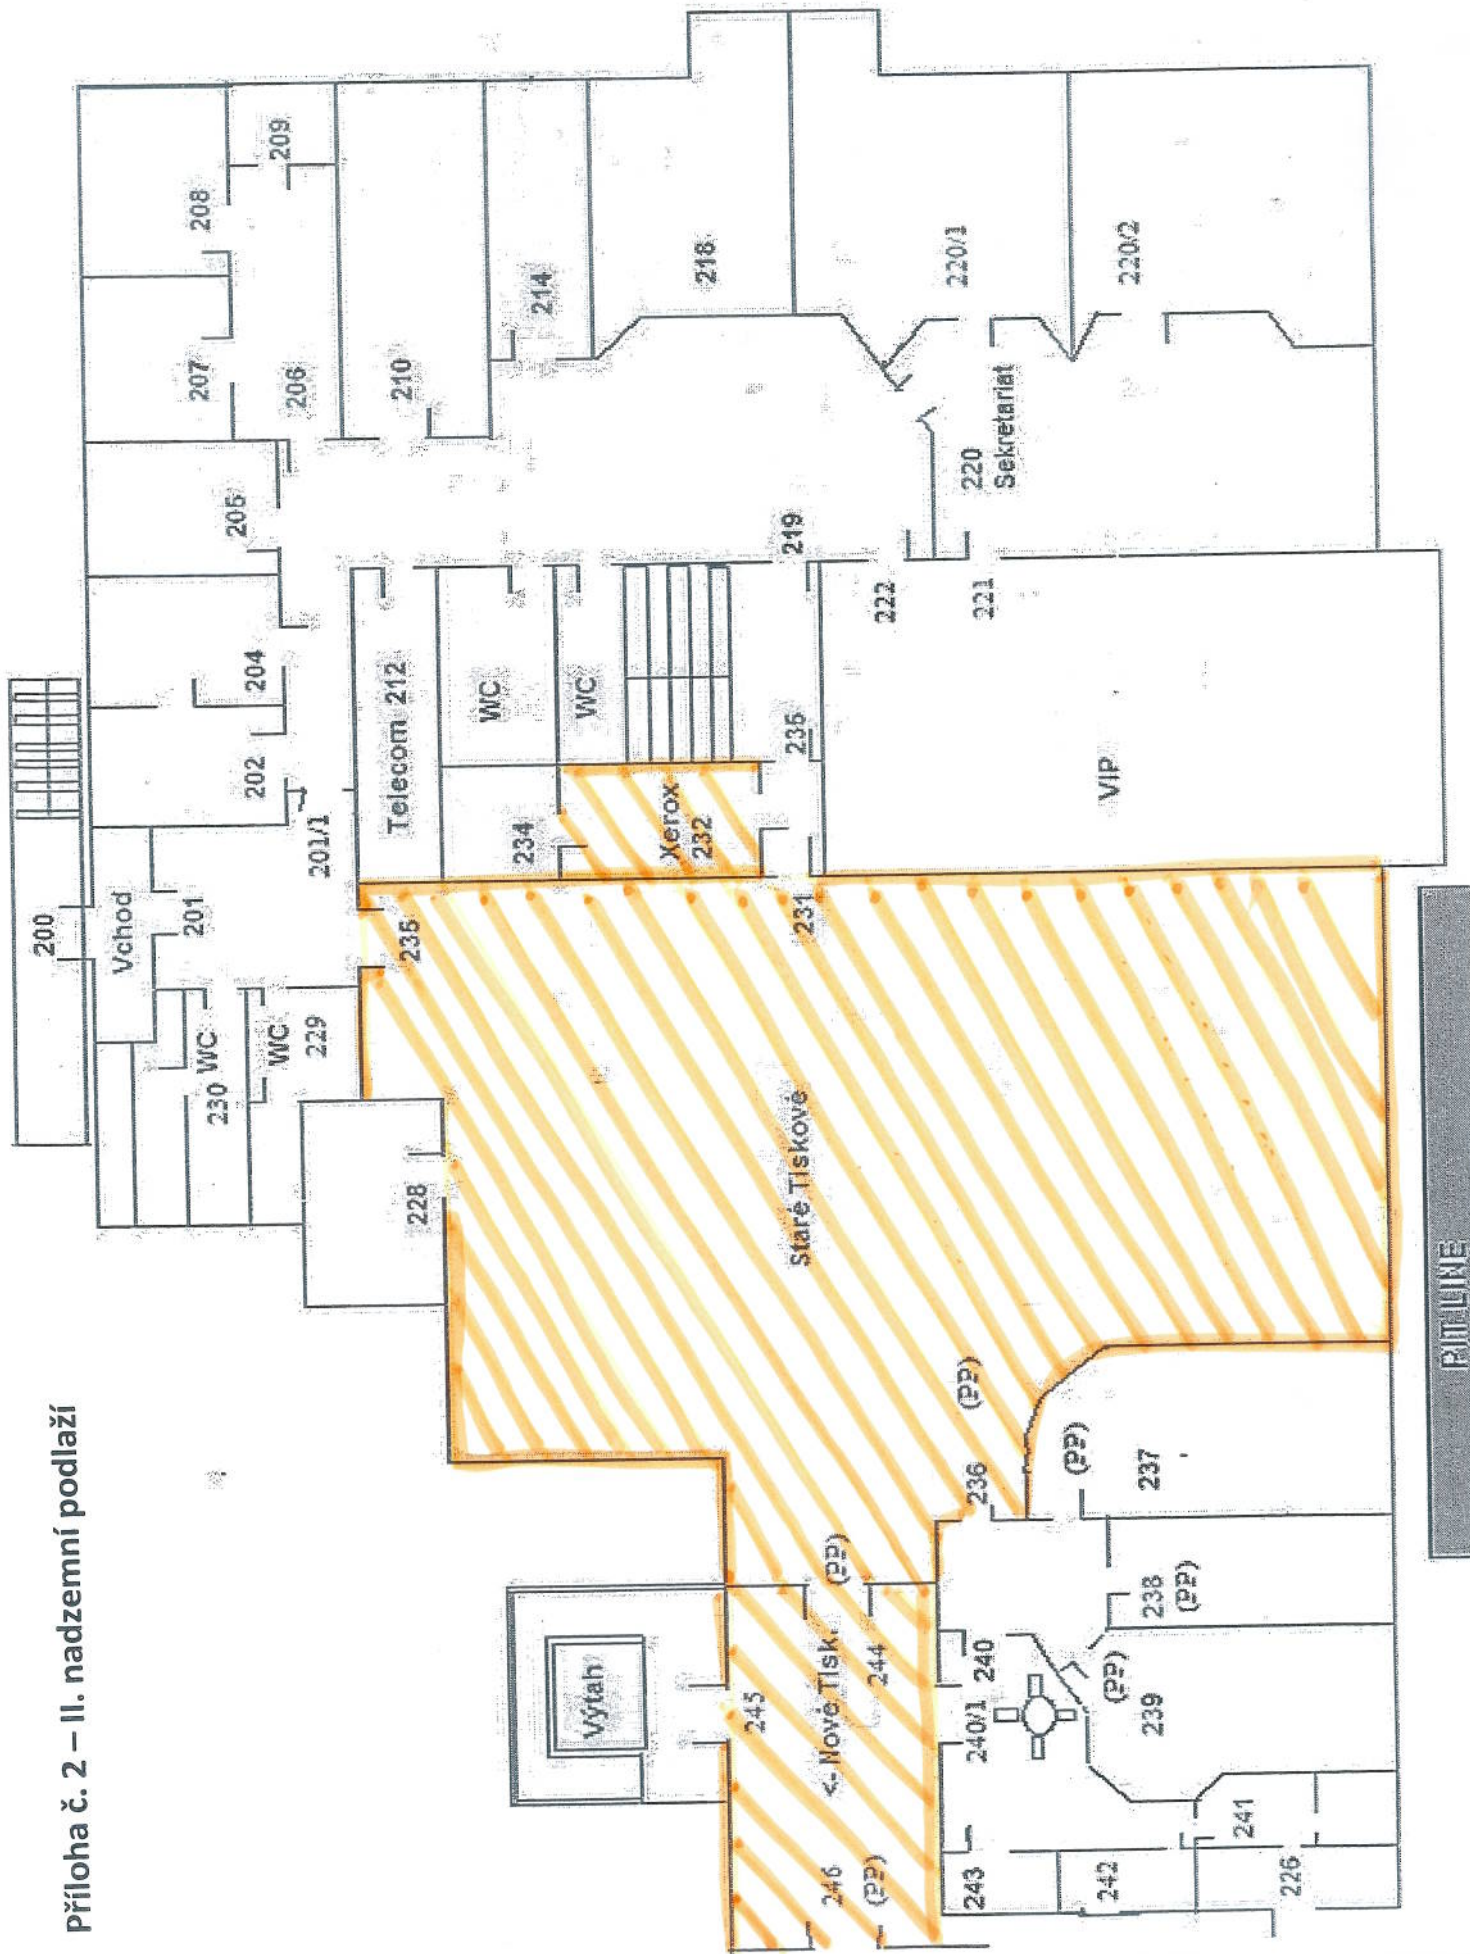 Příloha č. 2 – II. nadzemní podlaží
200
Vchod
201
201/1
202
204
205
206
207
208
209
210
Telecom 212
214
WC
WC
218
219
220/1
220/2
220
Sekretariat
221
222
VIP
235
Xerox
232
234
231
235
WC
230
WC
229
228
Staré Tiskové
(PP)
236
(PP)
237
238
(PP)
(PP)
239
240
240/1
241
242
243
226
Výtah
245
<- Nové Tisk.
244
(PP)
246
(PP)
PIT LINE